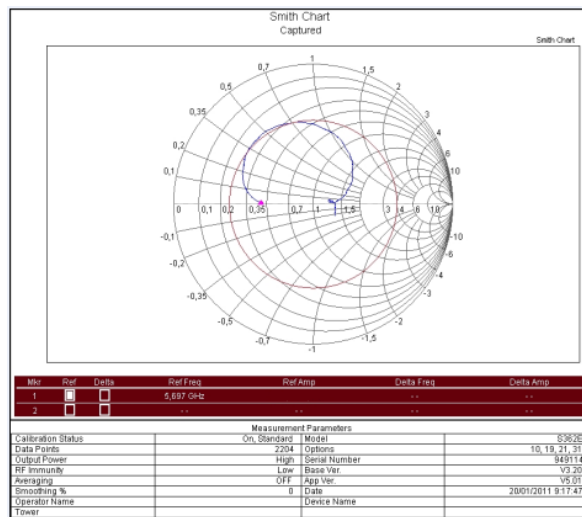 Smith Chart
Captured
Smith Chart
1
0,7 1,5
0,5 2
0,35 3
0,2 4
0,1 6
10
0 0,1 0,2 0,35 0,7 1 1,5 3 4 6 10
-0,1 -10
-0,2 -6
-4
-0,35 -3
-0,5 -2
-0,7 -1,5
-1
Mkr Ref Delta Ref Freq Ref Amp Delta Freq Delta Amp
1 5,697 GHz -- -- --
2 -- -- -- --
Measurement Parameters
Calibration Status On, Standard Model S362E
Data Points 2204 Options 10, 19, 21, 31
Output Power High Serial Number 949114
RF Immunity Low Base Ver. V3.20
Averaging OFF App Ver. V5.01
Smoothing % 0 Date 20/01/2011 9:17:47
Operator Name Device Name
Tower